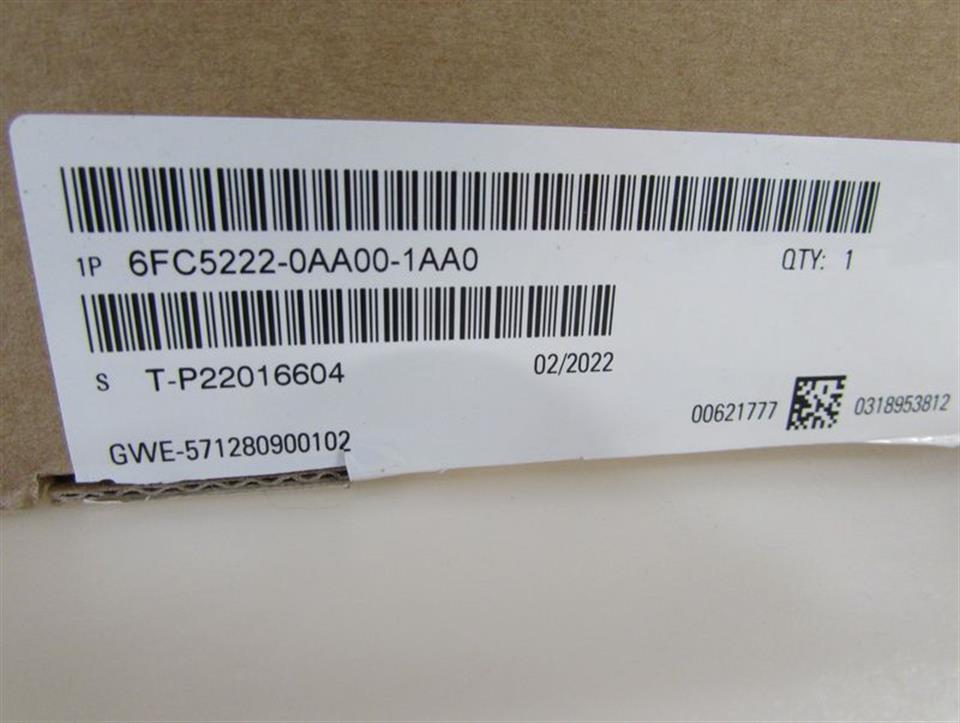 1P 6FC5222-0AA00-1AA0 QTY: 1
S T-P22016604 02/2022
00621777 0318953812
GWE-571280900102